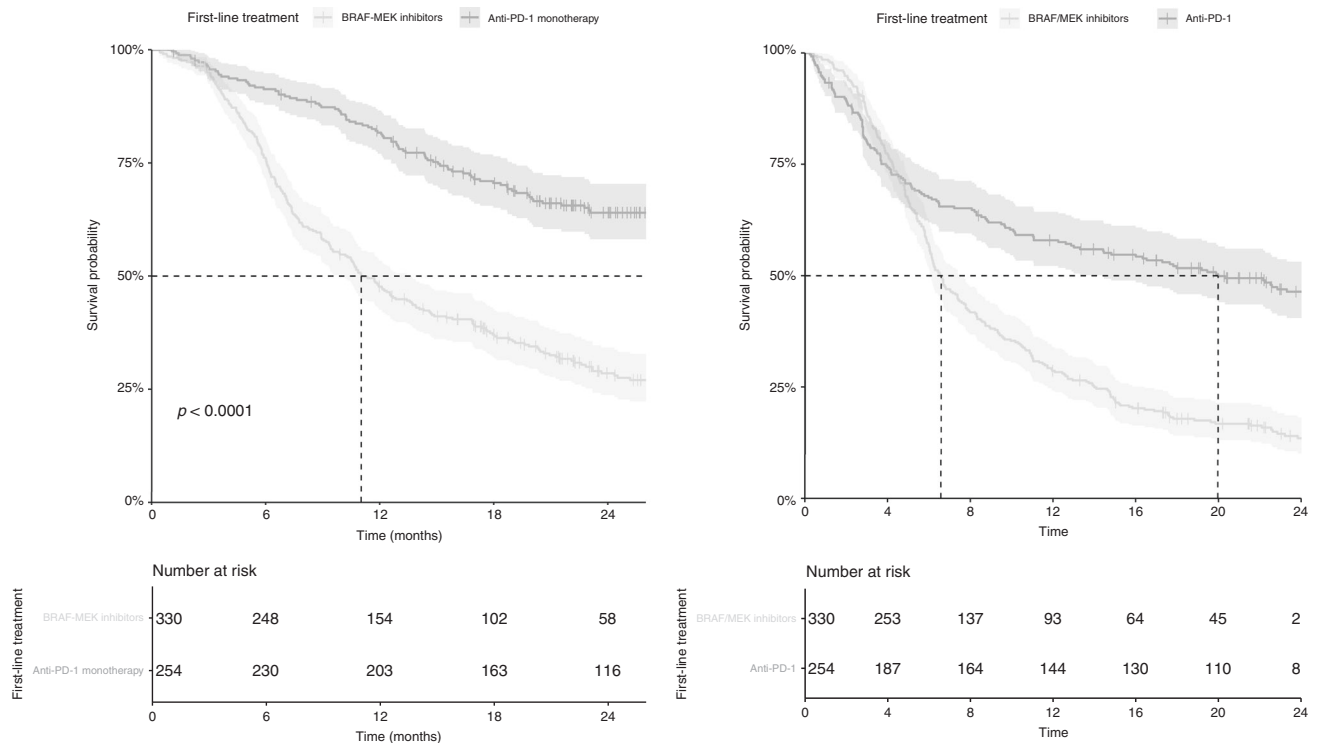 First-line treatment BRAF-MEK inhibitors Anti-PD-1 monotherapy
100%
75%
50%
25%
0%
Survival probability
p < 0.0001
0 6 12 18 24
Time (months)
Number at risk
First-line treatment
BRAF-MEK inhibitors 330 248 154 102 58
Anti-PD-1 monotherapy 254 230 203 163 116
0 6 12 18 24
Time (months)
First-line treatment BRAF/MEK inhibitors Anti-PD-1
100%
75%
50%
25%
0%
Survival probability
0 4 8 12 16 20 24
Time
Number at risk
First-line treatment
BRAF/MEK inhibitors 330 253 137 93 64 45 2
Anti-PD-1 254 187 164 144 130 110 8
0 4 8 12 16 20 24
Time